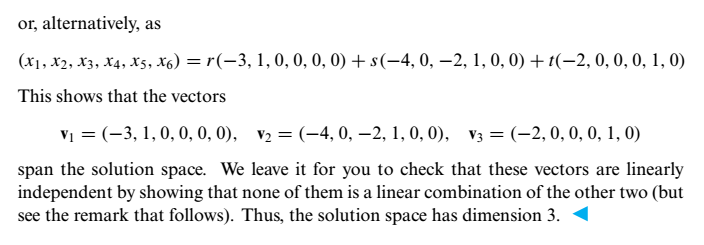 or, alternatively, as
(x₁, x₂, x₃, x₄, x₅, x₆) = r(−3, 1, 0, 0, 0, 0) + s(−4, 0, −2, 1, 0, 0) + t(−2, 0, 0, 0, 1, 0)
This shows that the vectors
v₁ = (−3, 1, 0, 0, 0, 0), v₂ = (−4, 0, −2, 1, 0, 0), v₃ = (−2, 0, 0, 0, 1, 0)
span the solution space. We leave it for you to check that these vectors are linearly
independent by showing that none of them is a linear combination of the other two (but
see the remark that follows). Thus, the solution space has dimension 3.